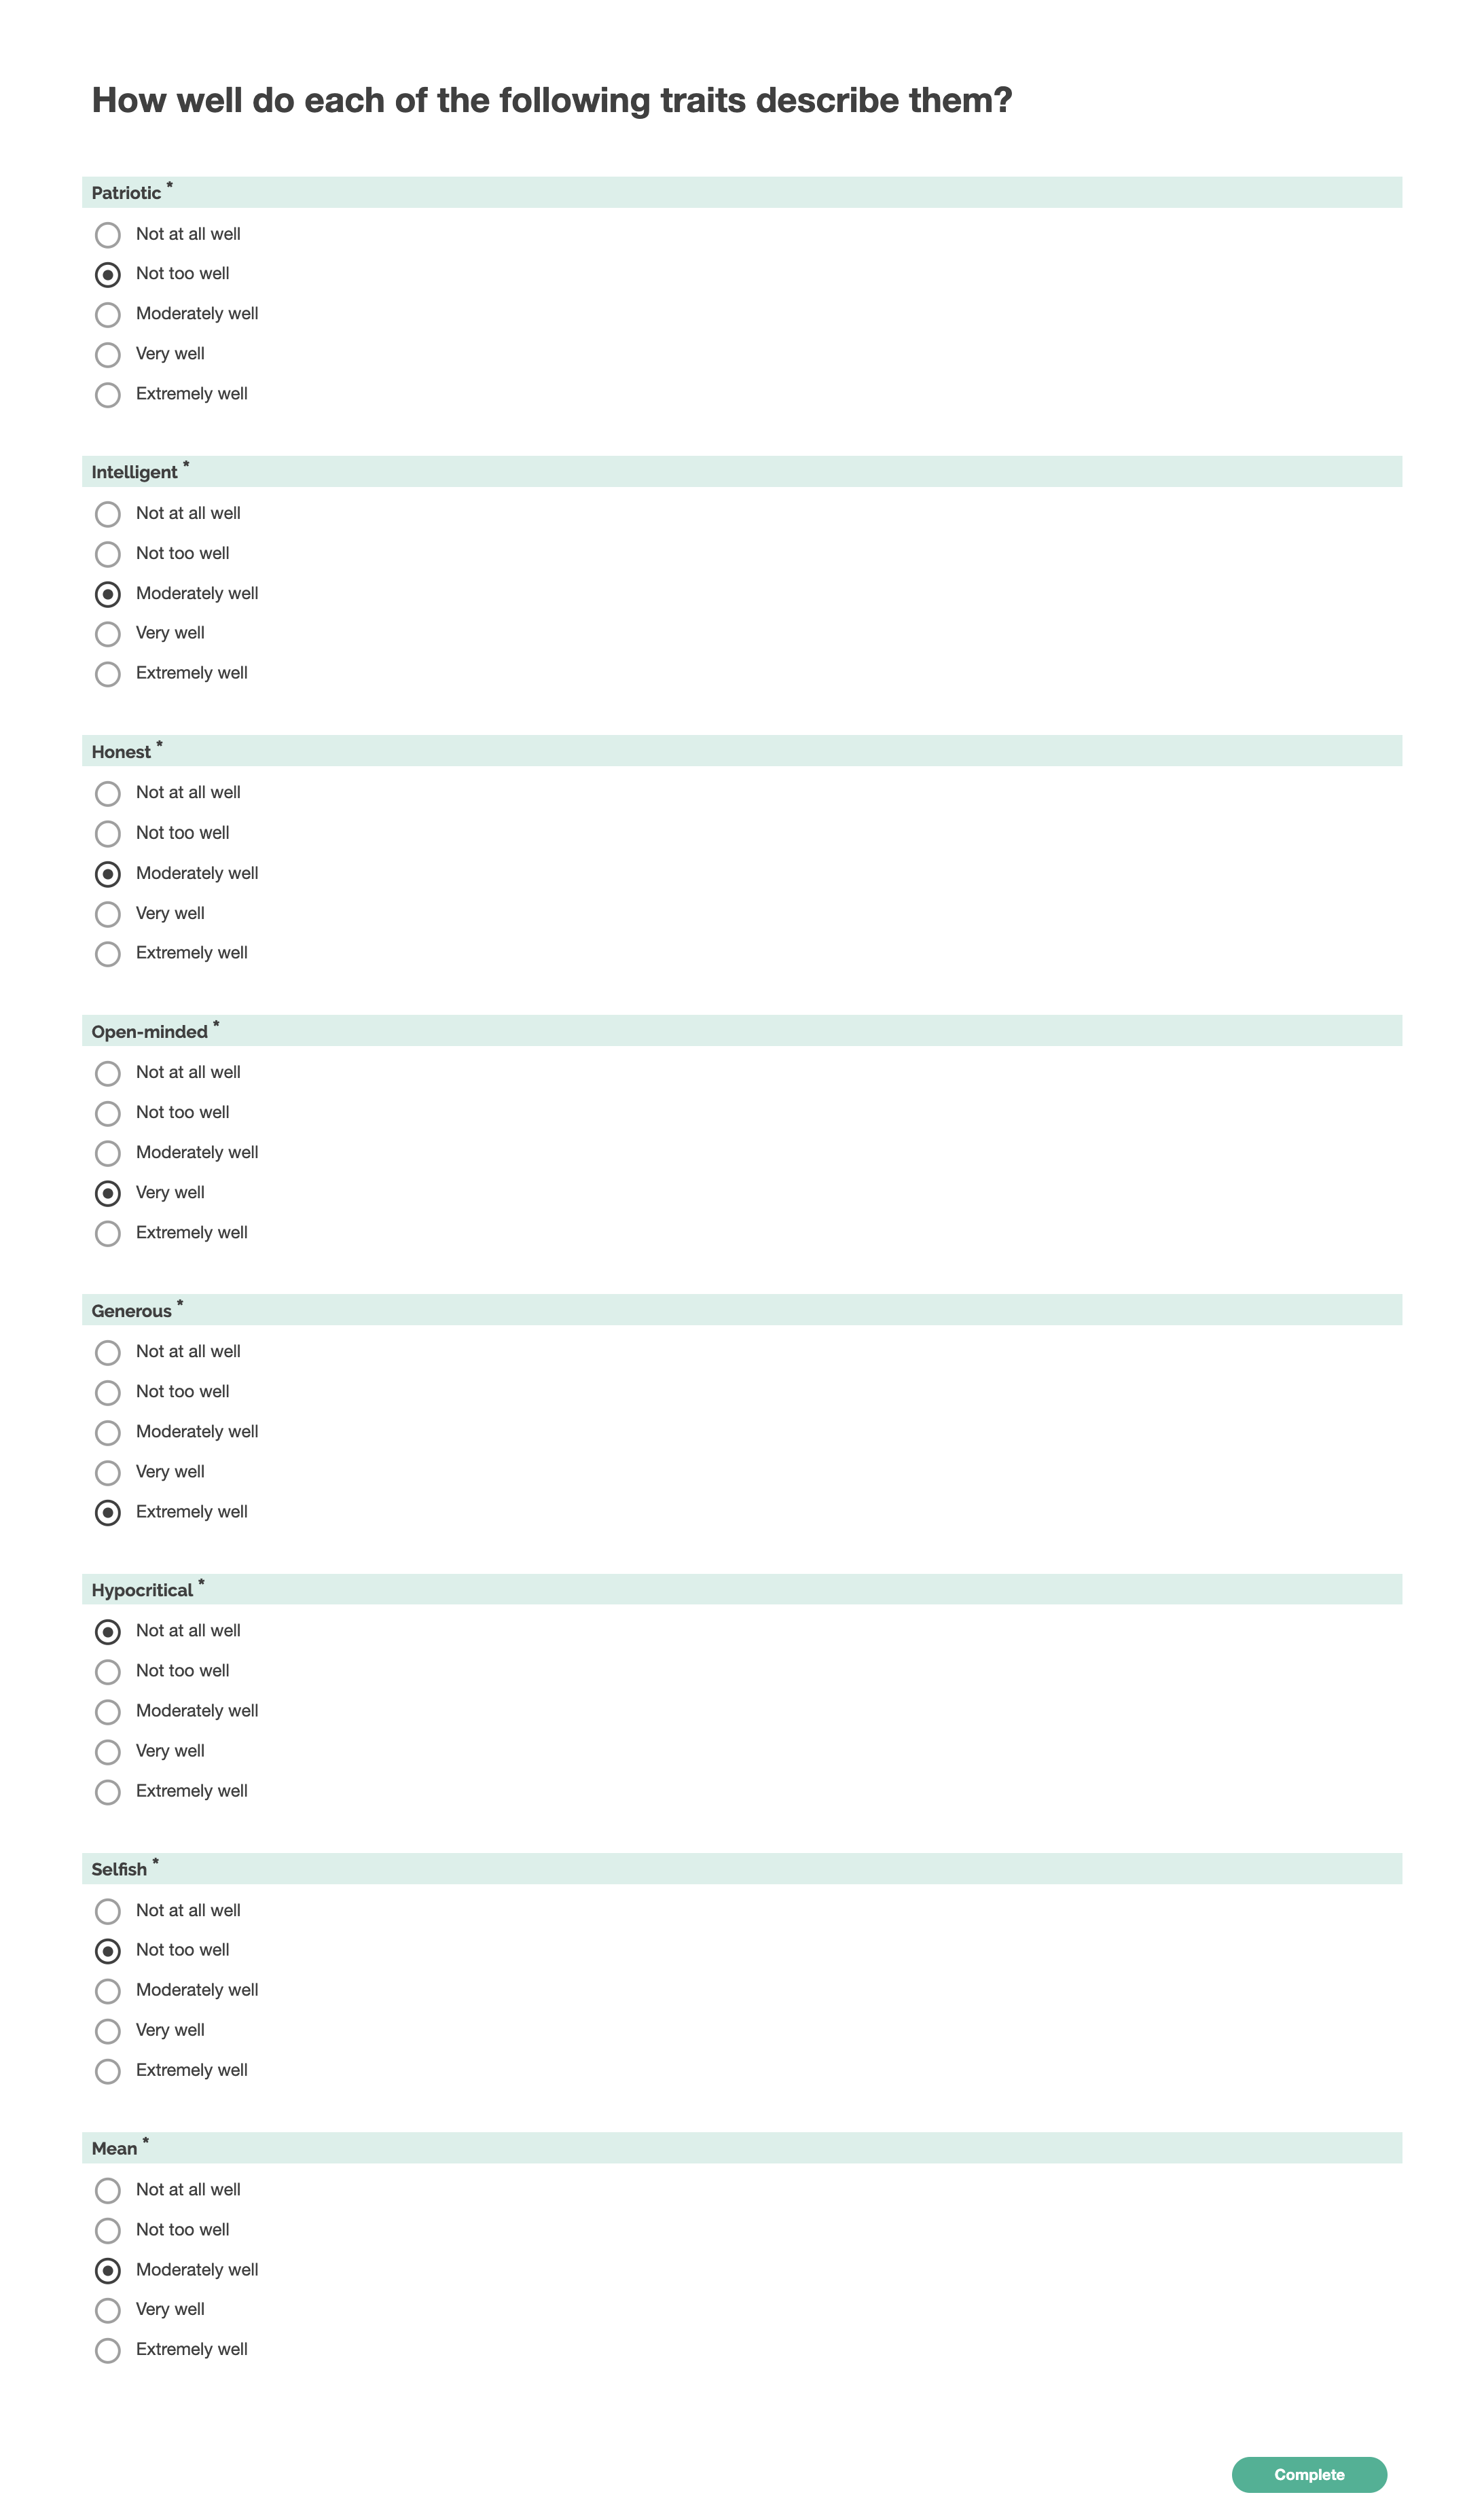 How well do each of the following traits describe them?
Patriotic *
Not at all well
Not too well
Moderately well
Very well
Extremely well
Intelligent *
Not at all well
Not too well
Moderately well
Very well
Extremely well
Honest *
Not at all well
Not too well
Moderately well
Very well
Extremely well
Open-minded *
Not at all well
Not too well
Moderately well
Very well
Extremely well
Generous *
Not at all well
Not too well
Moderately well
Very well
Extremely well
Hypocritical *
Not at all well
Not too well
Moderately well
Very well
Extremely well
Selfish *
Not at all well
Not too well
Moderately well
Very well
Extremely well
Mean *
Not at all well
Not too well
Moderately well
Very well
Extremely well
Complete